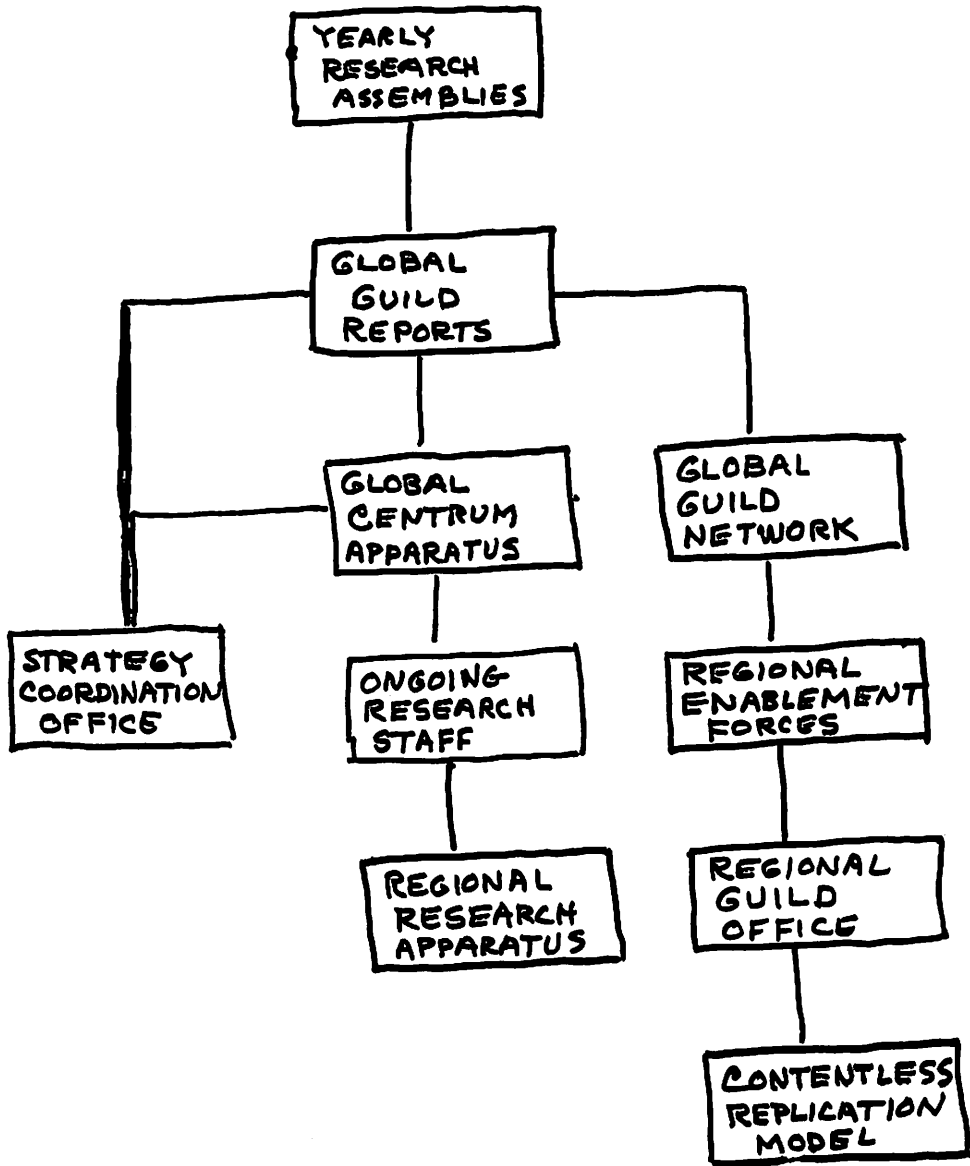 YEARLY
RESEARCH
ASSEMBLIES
GLOBAL
GUILD
REPORTS
GLOBAL
CENTRUM
APPARATUS
GLOBAL
GUILD
NETWORK
STRATEGY
COORDINATION
OFFICE
ONGOING
RESEARCH
STAFF
REGIONAL
ENABLEMENT
FORCES
REGIONAL
RESEARCH
APPARATUS
REGIONAL
GUILD
OFFICE
CONTENTLESS
REPLICATION
MODEL